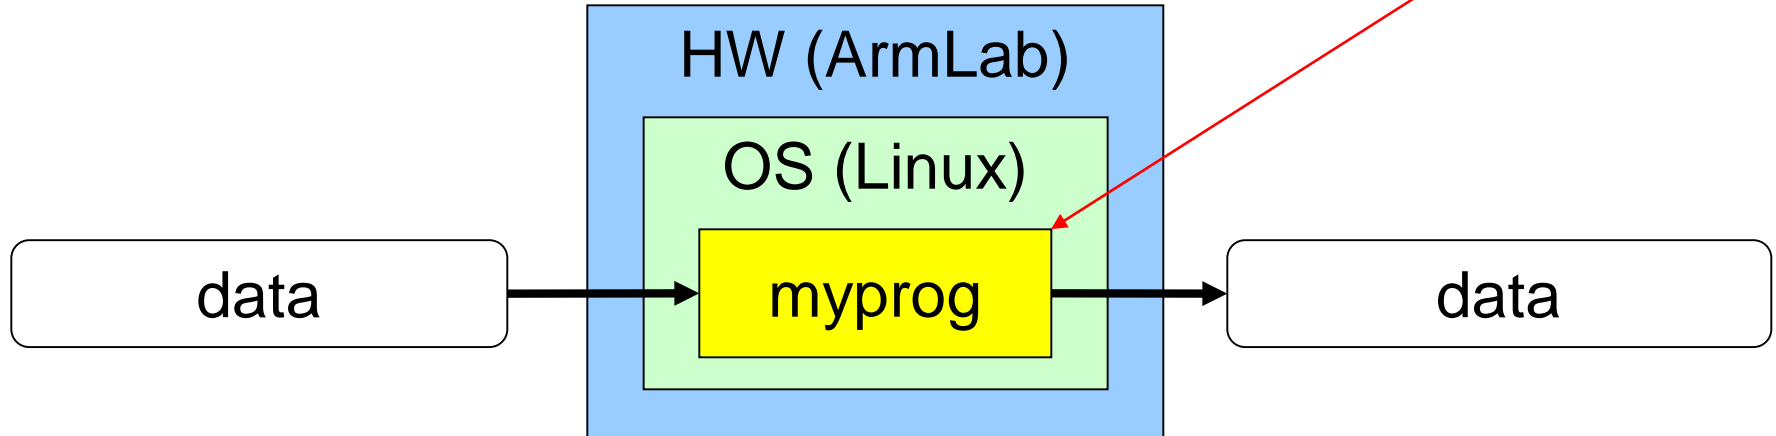 HW (ArmLab)
OS (Linux)
data
myprog
data